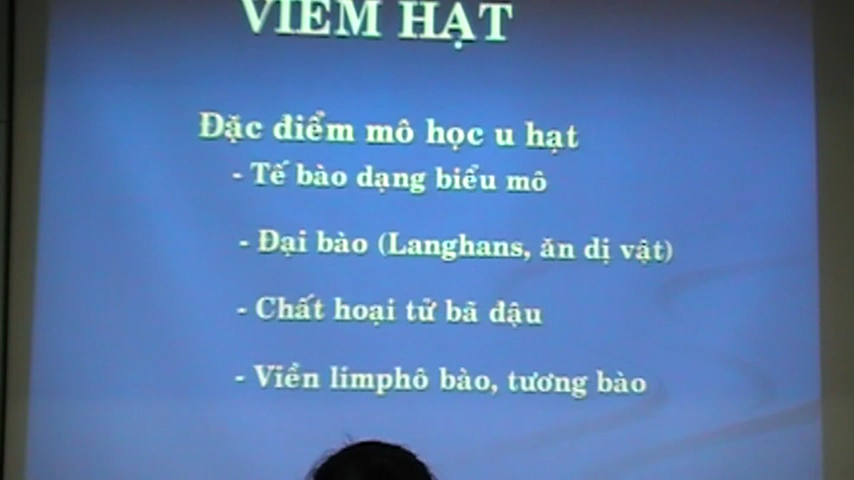 VIÊM HẠT
Đặc điểm mô học u hạt
- Tế bào dạng biểu mô
- Đại bào (Langhans, ăn dị vật)
- Chất hoại tử bã đậu
- Viền limphô bào, tương bào